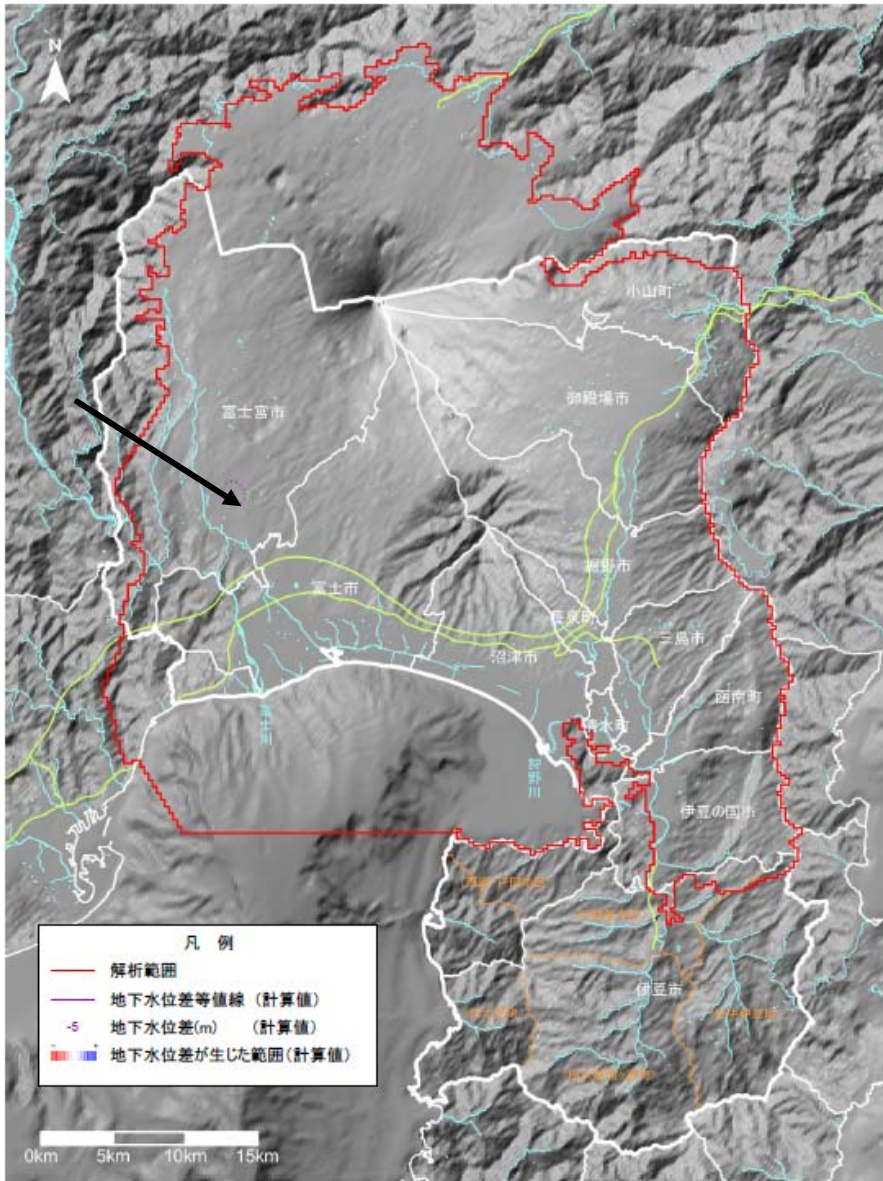 N
小山町
御殿場市
富士宮市
裾野市
富士市
長泉町
三島市
沼津市
函南町
清水町
富士川
狩野川
伊豆の国市
伊豆市
凡 例
解析範囲
地下水位差等値線 (計算値)
-5 地下水位差(m) (計算値)
- + 地下水位差が生じた範囲(計算値)
0km 5km 10km 15km